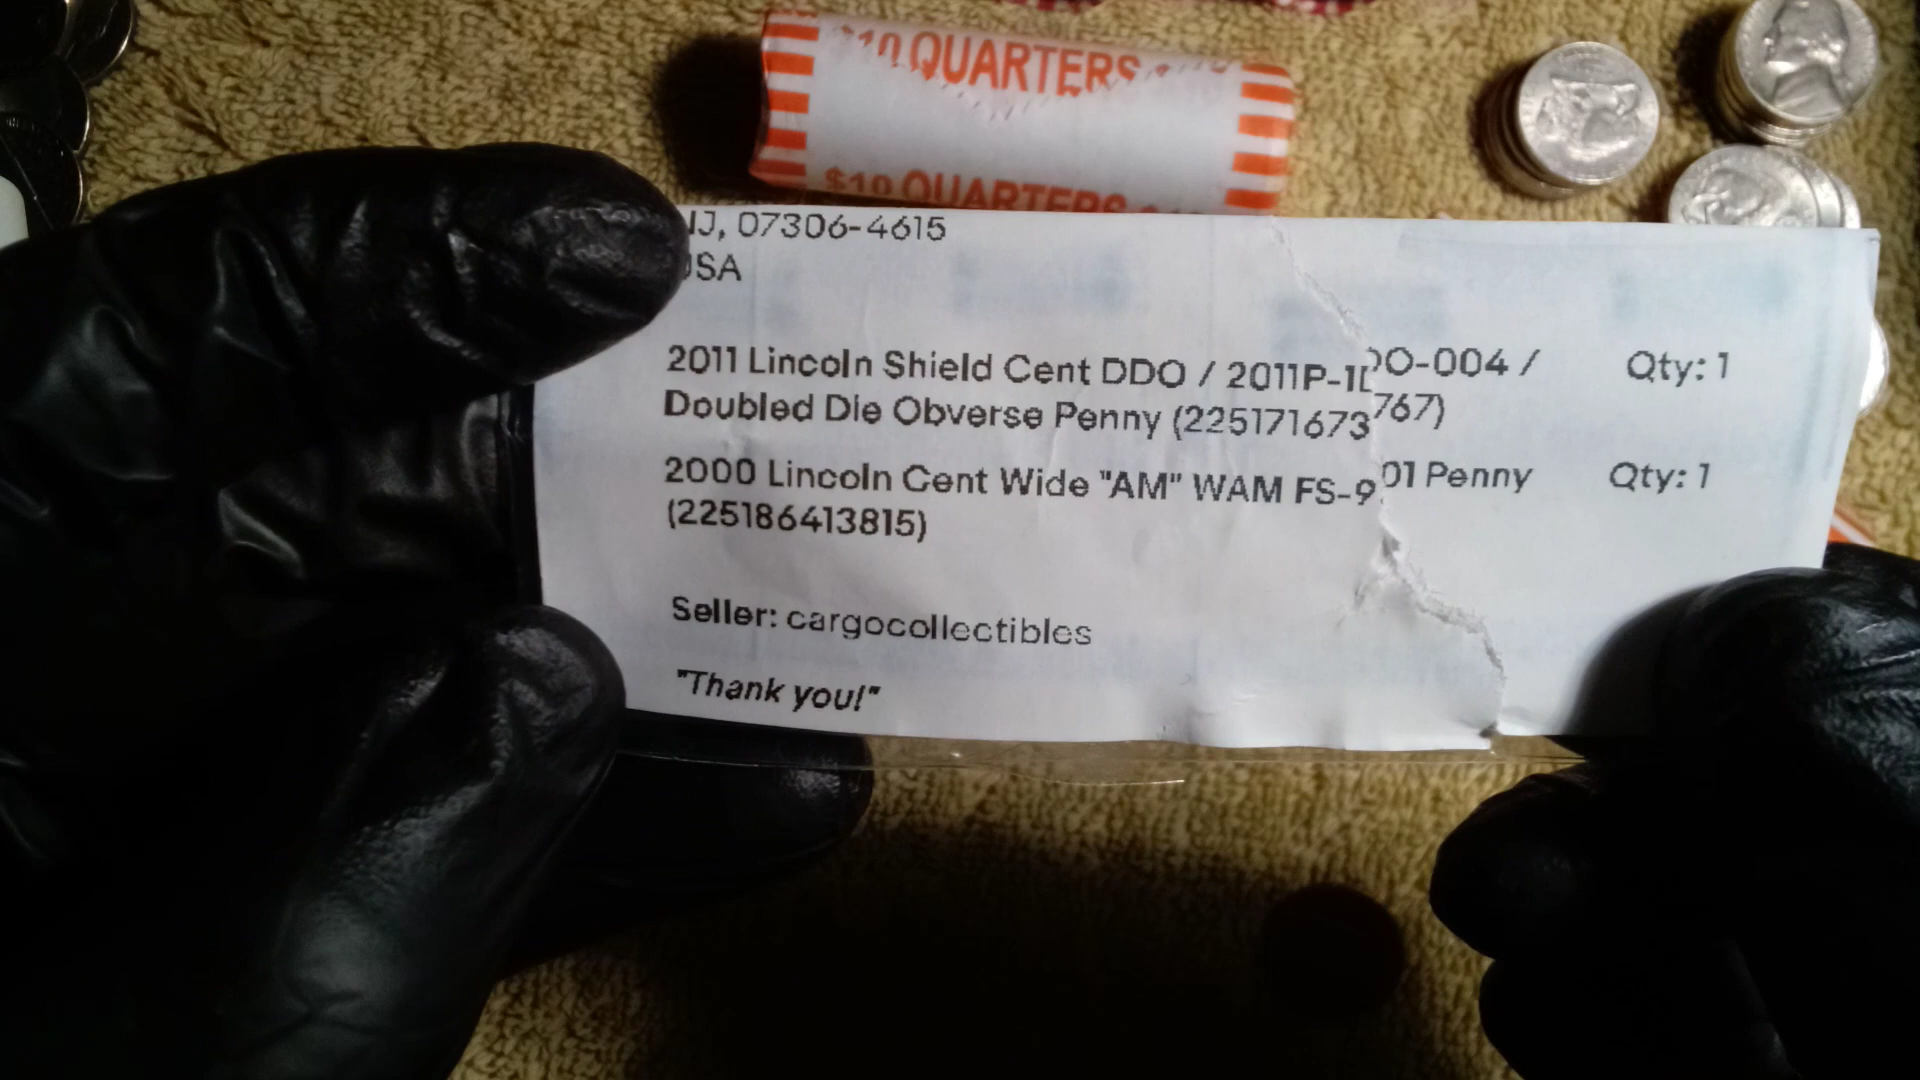 $10 QUARTERS
$10 QUARTERS
NJ, 07306-4615
USA
2011 Lincoln Shield Cent DDO / 2011P-1DO-004 / Qty: 1
Doubled Die Obverse Penny (225171673767)
2000 Lincoln Cent Wide "AM" WAM FS-901 Penny Qty: 1
(225186413815)
Seller: cargocollectibles
"Thank you!"